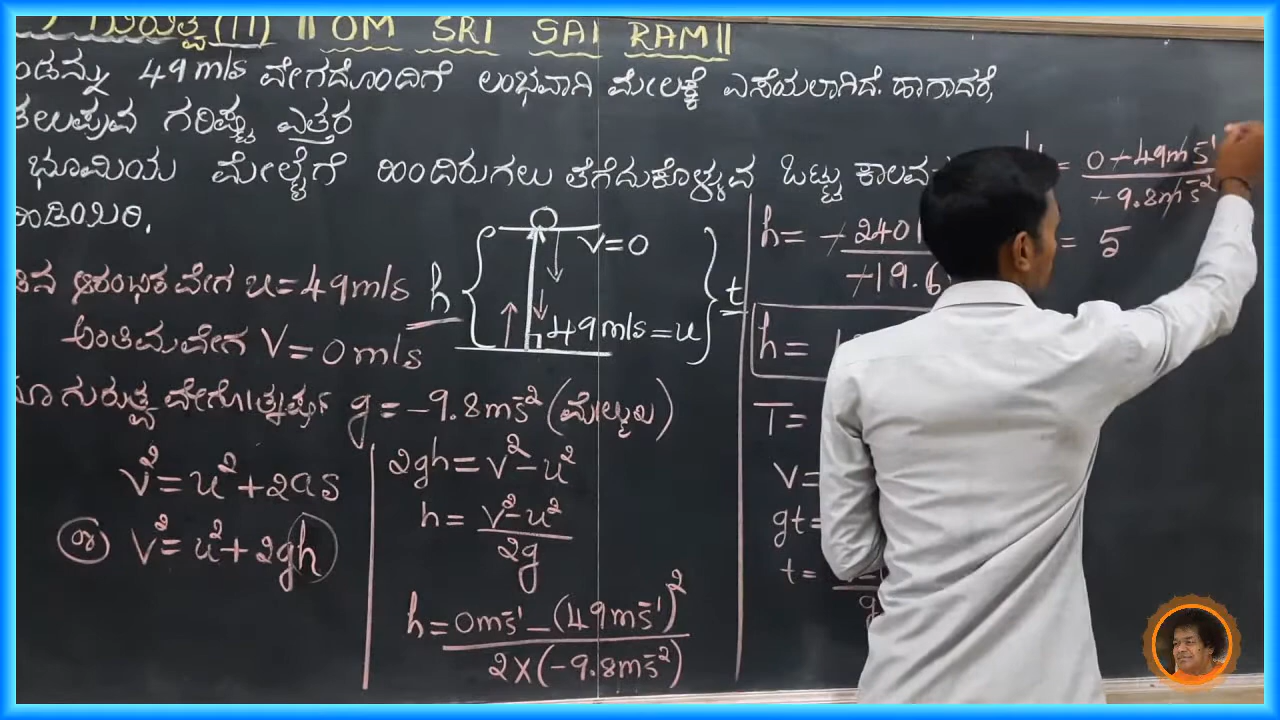 ಗುರುತ್ವ (11) || OM SRI SAI RAM ||
49 m/s ವೇಗದೊಂದಿಗೆ ಲಂಭವಾಗಿ ಮೇಲಕ್ಕೆ ಎಸೆಯಲಾಗಿದೆ. ಹಾಗಾದರೆ,
ತಲುಪುವ ಗರಿಷ್ಟ ಎತ್ತರ
ಭೂಮಿಯ ಮೇಲ್ಮೈಗೆ ಹಿಂದಿರುಗಲು ತೆಗೆದುಕೊಳ್ಳುವ ಒಟ್ಟು
ಆರಂಭಿಕ ವೇಗ u = 49 m/s
ಅಂತಿಮವೇಗ V = 0 m/s
ಗುರುತ್ವ ವೇಗೋತ್ಕರ್ಷ g = -9.8 ms⁻² (ಮೇಲ್ಮುಖ)
v² = u² + 2as
v² = u² + 2gh
h
v = 0
49 m/s = u
t
2gh = v² - u²
h = v² - u² / 2g
h = 0 ms⁻¹ - (49 ms⁻¹)² / 2 × (-9.8 ms⁻²)
h = - 2401 / - 19.6
h =
T =
V =
gt =
t =
g
= 0 + 49 ms⁻¹ / + 9.8 ms⁻²
= 5